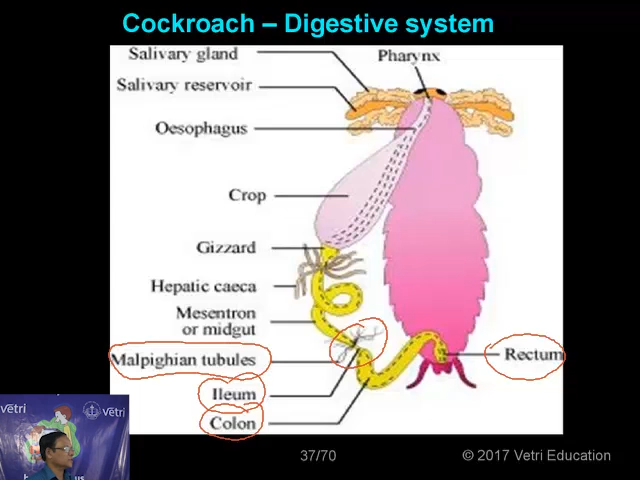 Cockroach – Digestive system
Salivary gland
Pharynx
Salivary reservoir
Oesophagus
Crop
Gizzard
Hepatic caeca
Mesentron
or midgut
Malpighian tubules
Rectum
Ileum
Colon
Vetri
Vetri
37/70
© 2017 Vetri Education